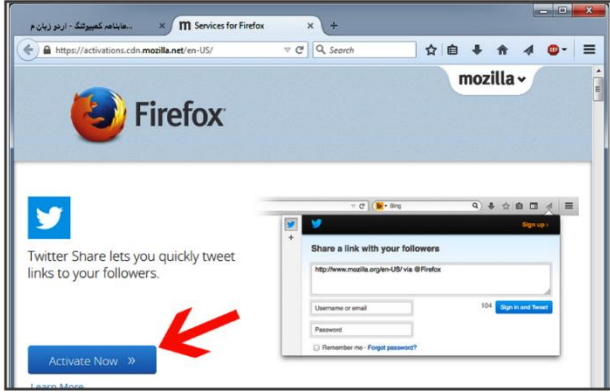 ماہنامہ کمپیوٹنگ - اردو زبان م...
m Services for Firefox
https://activations.cdn.mozilla.net/en-US/
Search
mozilla
Firefox
Twitter Share lets you quickly tweet
links to your followers.
Activate Now »
Learn More
Bing
Sign up ›
Share a link with your followers
http://www.mozilla.org/en-US/ via @Firefox
Username or email
104
Sign in and Tweet
Password
Remember me · Forgot password?